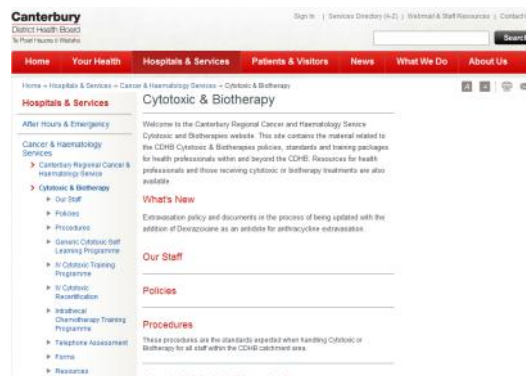 Canterbury
District Health Board
Te Poari Hauora ō Waitaha
Sign in | Services Directory (A-Z) | Webmail & Staff Resources | Contact
Search
Home Your Health Hospitals & Services Patients & Visitors News What We Do About Us
Home » Hospitals & Services » Cancer & Haematology Services » Cytotoxic & Biotherapy
Hospitals & Services
After Hours & Emergency
Cancer & Haematology
Services
Canterbury Regional Cancer &
Haematology Service
Cytotoxic & Biotherapy
Our Staff
Policies
Procedures
Generic Cytotoxic Self
Learning Programme
IV Cytotoxic Training
Programme
IV Cytotoxic
Recertification
Intrathecal
Chemotherapy Training
Programme
Telephone Assessment
Forms
Resources
Cytotoxic & Biotherapy
Welcome to the Canterbury Regional Cancer and Haematology Service
Cytotoxic and Biotherapies website. This site contains the material related to
the CDHB Cytotoxic & Biotherapies policies, standards and training packages
for health professionals within and beyond the CDHB. Resources for health
professionals and those receiving cytotoxic or biotherapy treatments are also
available.
What's New
Extravasation policy and documents in the process of being updated with the
addition of Dexrazoxane as an antidote for anthracycline extravasation.
Our Staff
Policies
Procedures
These procedures are the standards expected when handling Cytotoxic or
Biotherapy for all staff within the CDHB catchment area.